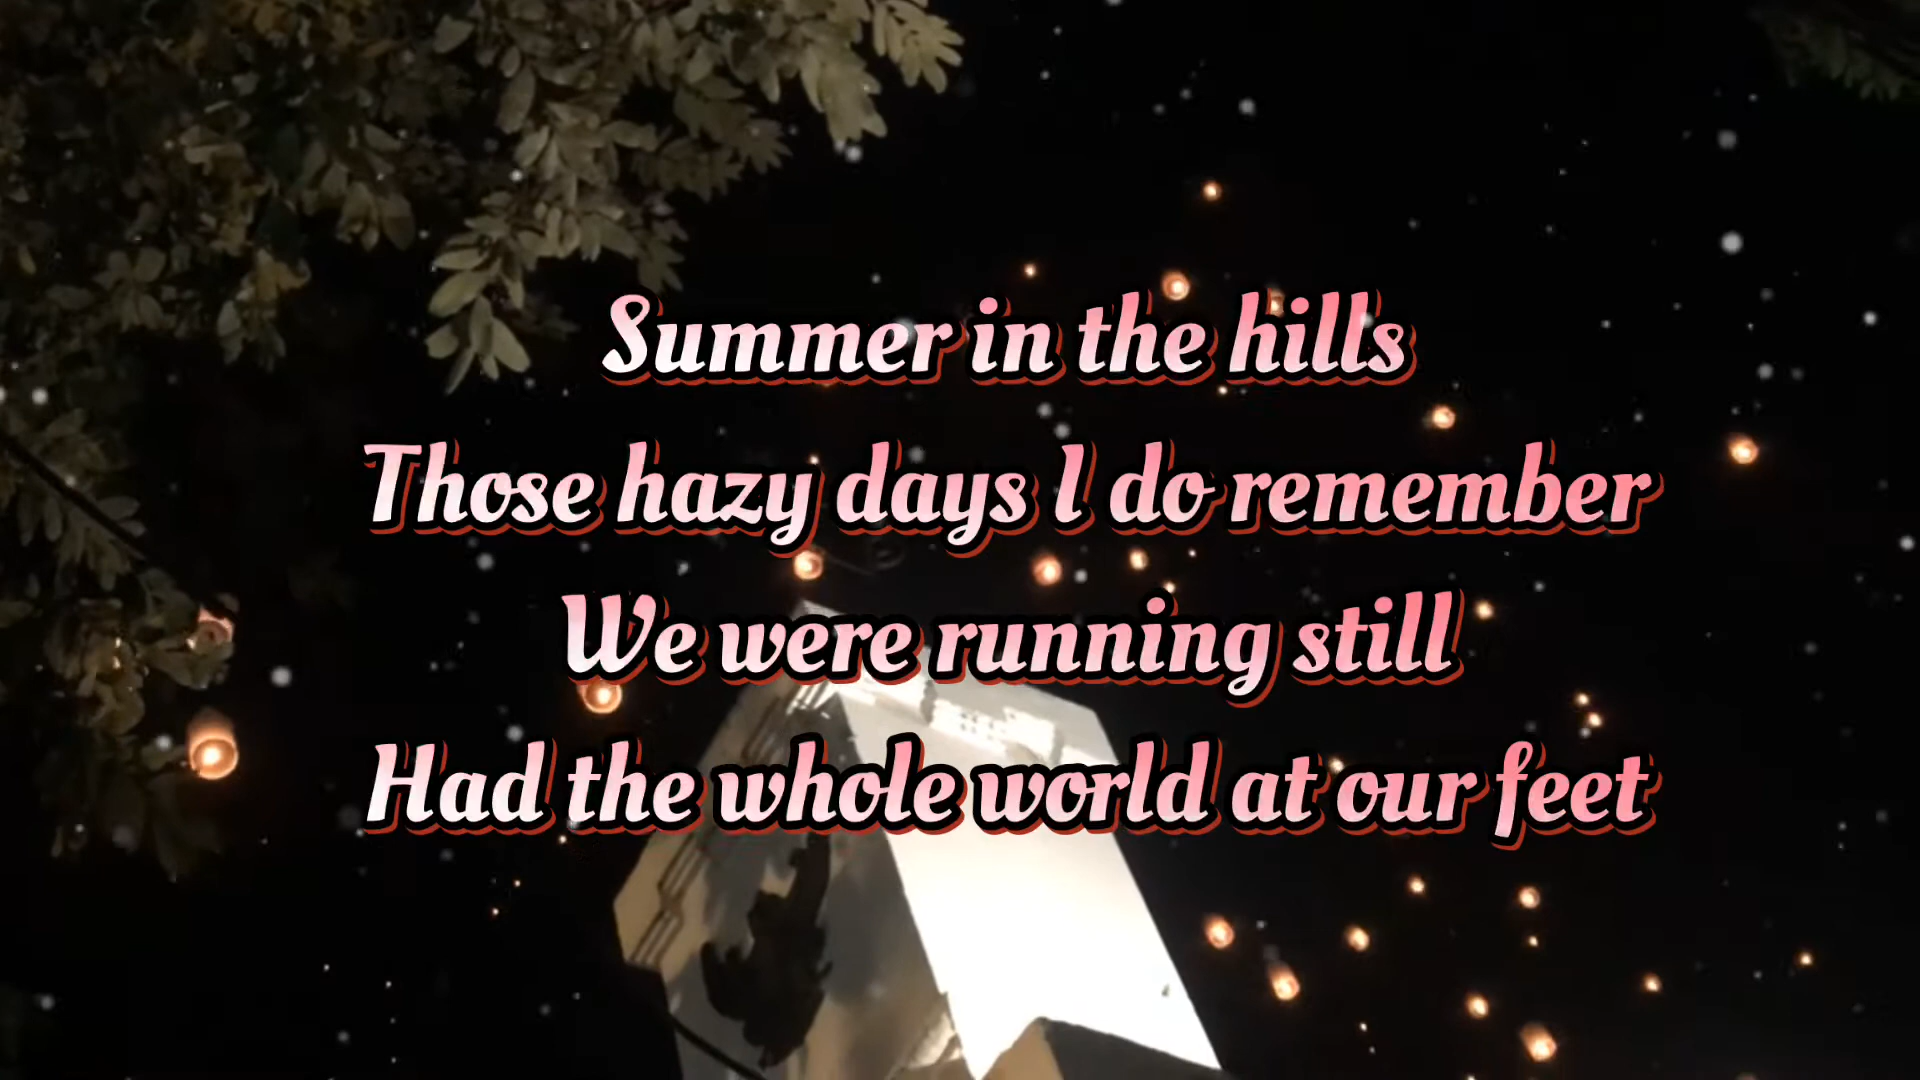 Summer in the hills
Those hazy days I do remember
We were running still
Had the whole world at our feet